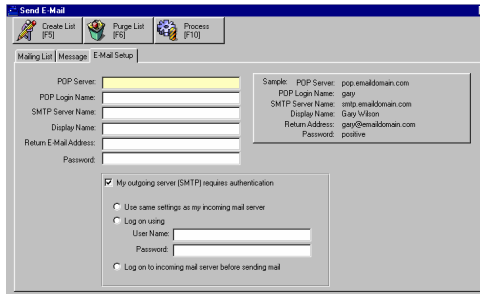 Send E-Mail
Create List [F5]
Purge List [F6]
Process [F10]
Mailing List Message E-Mail Setup
POP Server:
POP Login Name:
SMTP Server Name:
Display Name:
Return E-Mail Address:
Password:
Sample: POP Server: pop.emaildomain.com
POP Login Name: gary
SMTP Server Name: smtp.emaildomain.com
Display Name: Gary Wilson
Return Address: gary@emaildomain.com
Password: positive
My outgoing server (SMTP) requires authentication
Use same settings as my incoming mail server
Log on using
User Name:
Password:
Log on to incoming mail server before sending mail